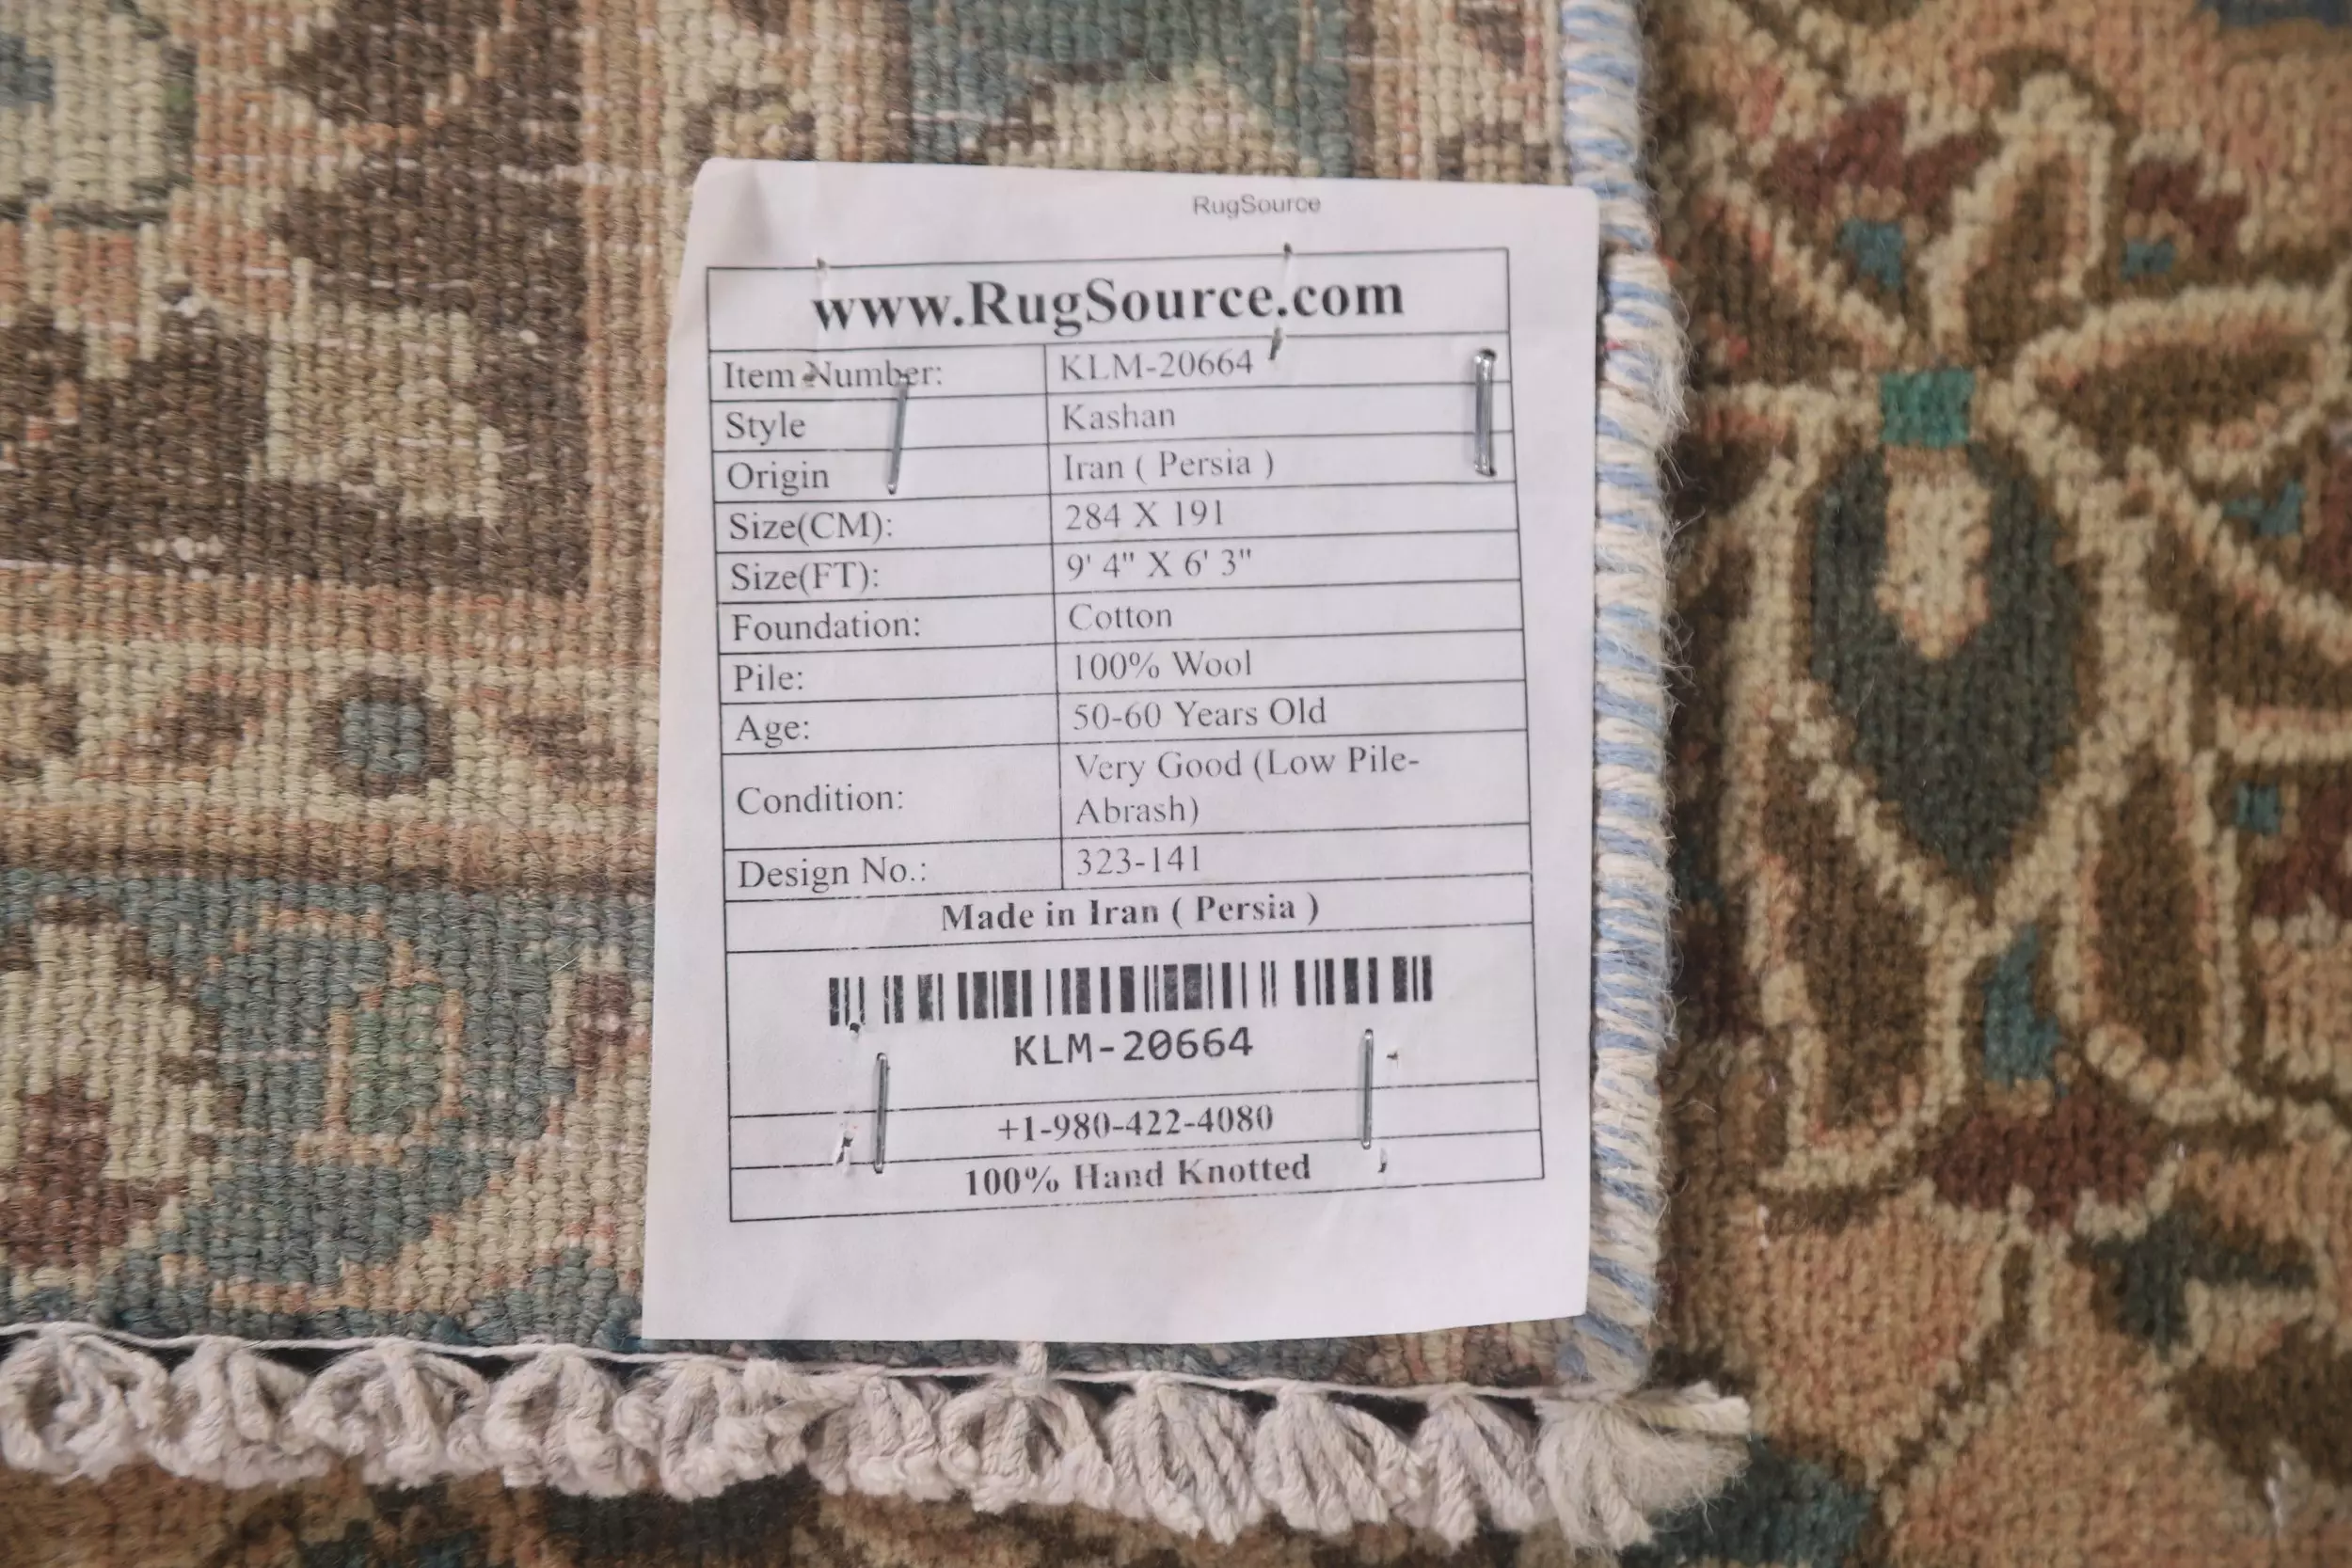 RugSource
www.RugSource.com
Item Number: KLM-20664
Style Kashan
Origin Iran ( Persia )
Size(CM): 284 X 191
Size(FT): 9' 4" X 6' 3"
Foundation: Cotton
Pile: 100% Wool
Age: 50-60 Years Old
Condition: Very Good (Low Pile-
Abrash)
Design No.: 323-141
Made in Iran ( Persia )
KLM-20664
+1-980-422-4080
100% Hand Knotted